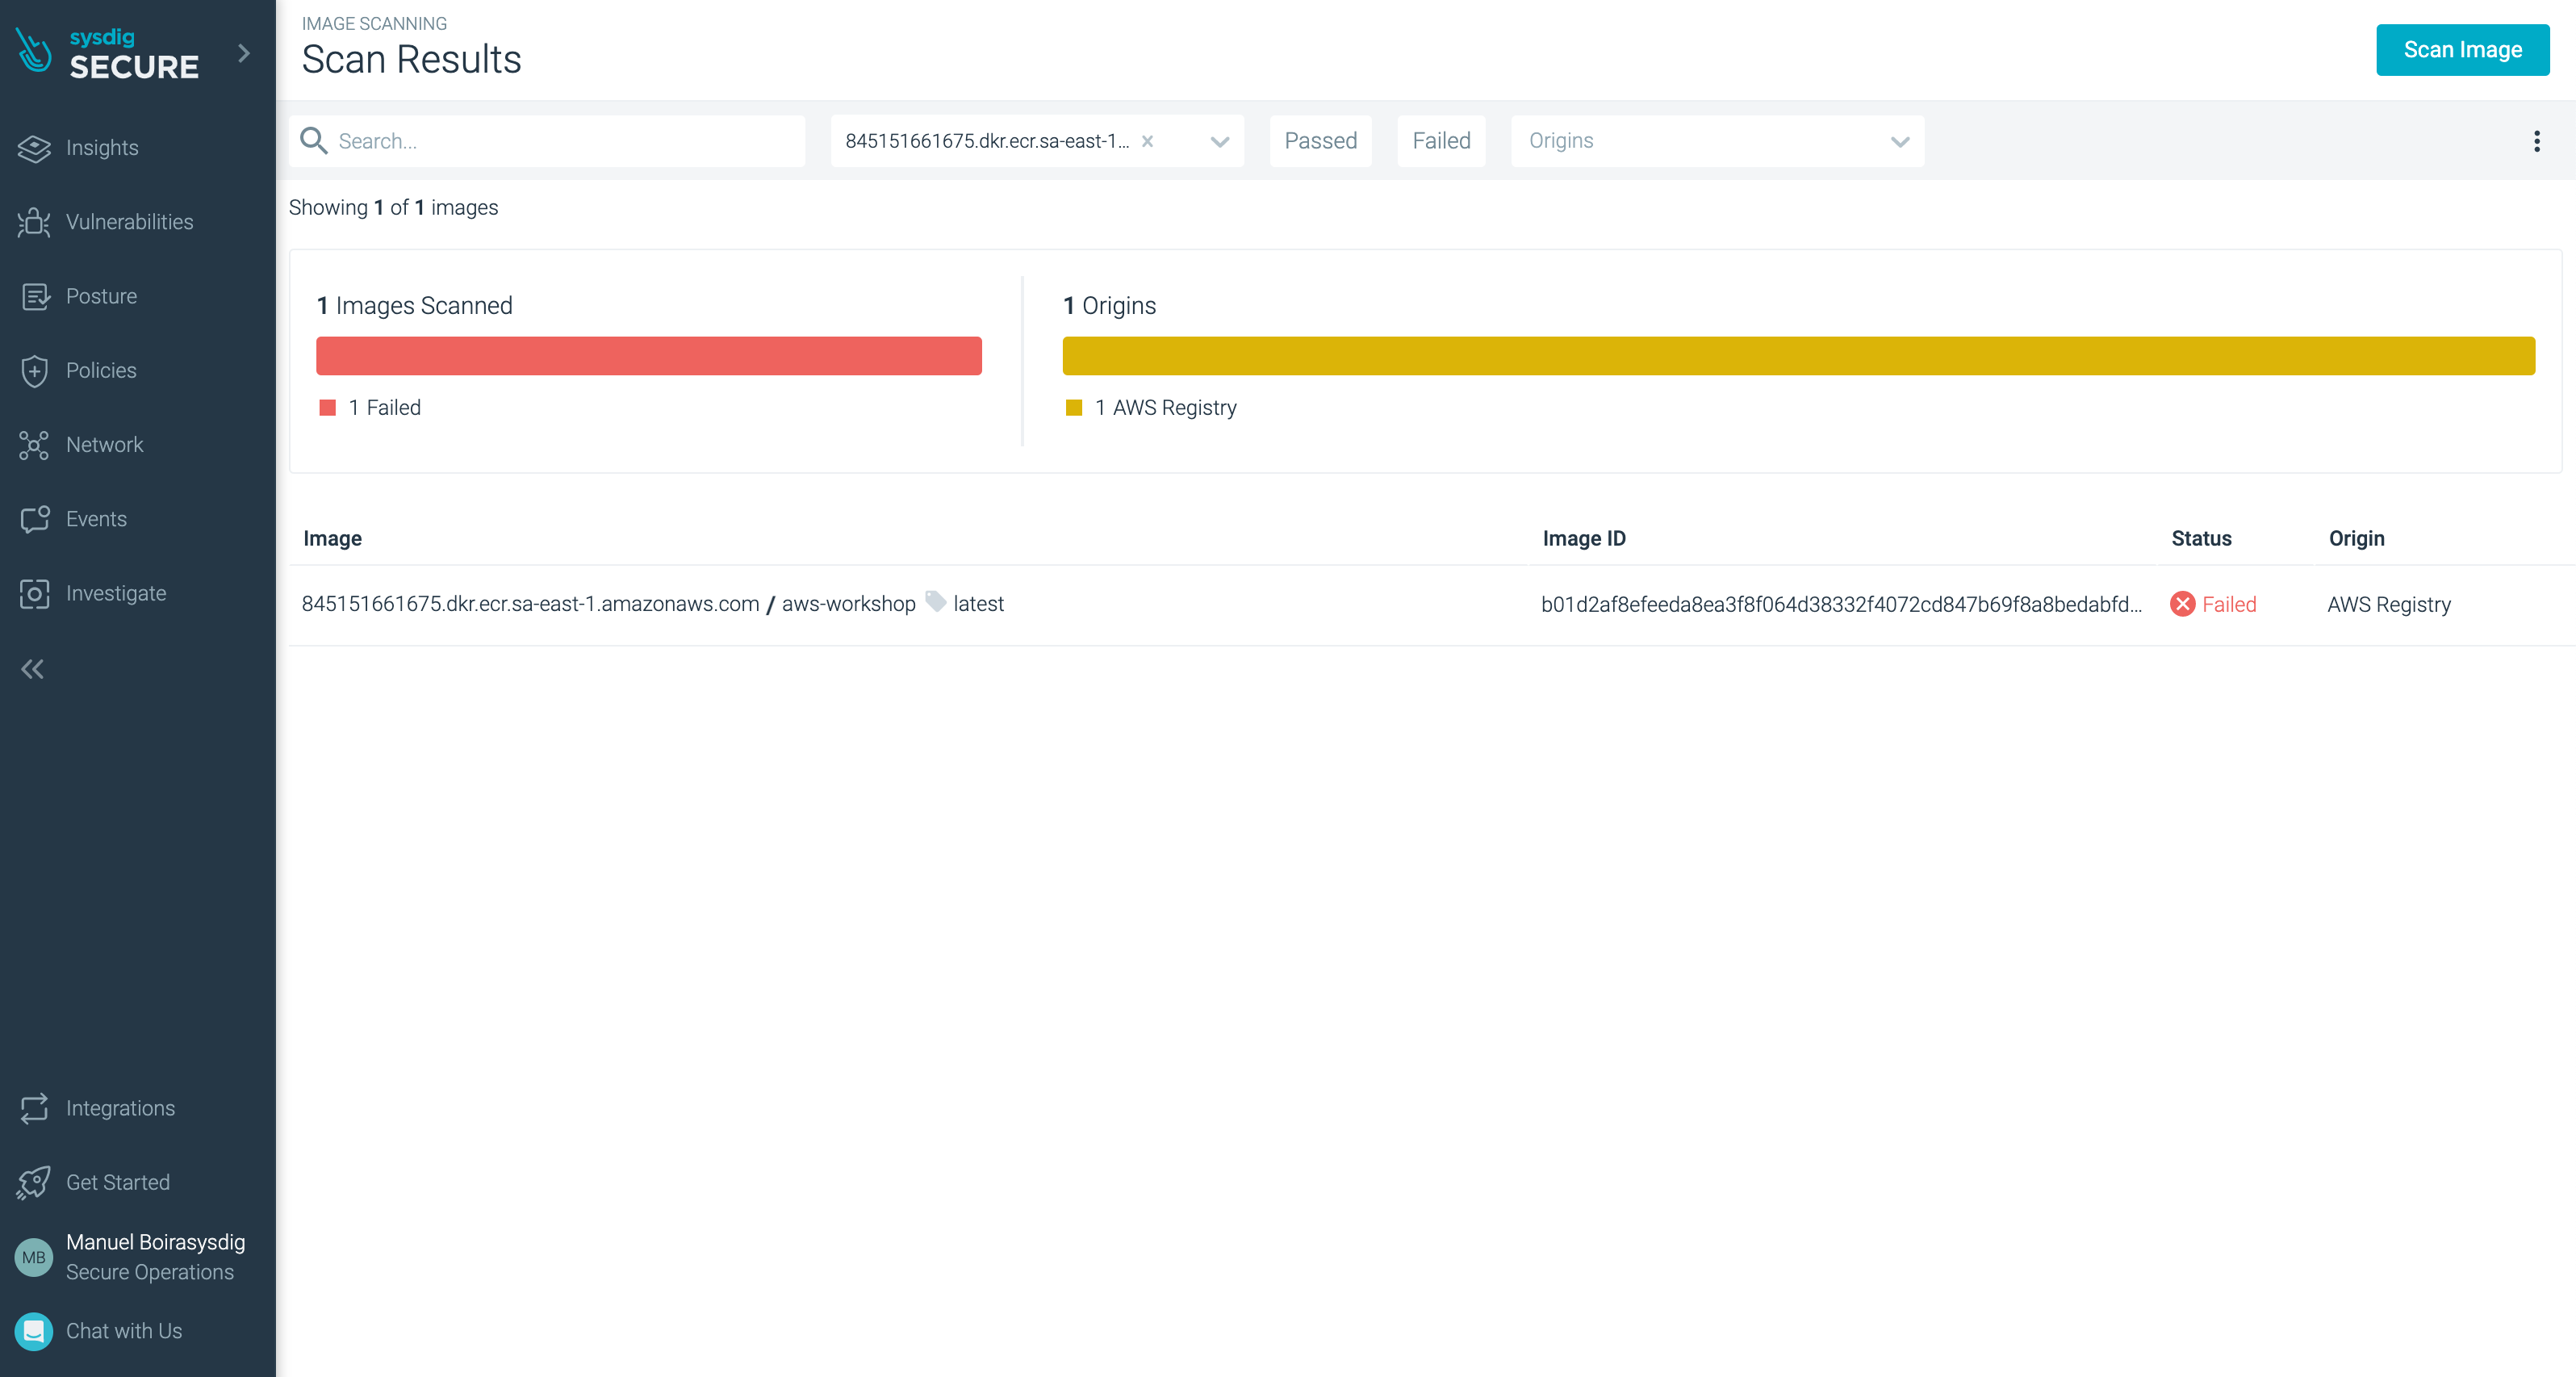 sysdig
SECURE
Insights
Vulnerabilities
Posture
Policies
Network
Events
Investigate
Integrations
Get Started
MB
Manuel Boirasysdig
Secure Operations
Chat with Us
IMAGE SCANNING
Scan Results
Scan Image
Search...
845151661675.dkr.ecr.sa-east-1...
Passed
Failed
Origins
Showing 1 of 1 images
1 Images Scanned
1 Failed
1 Origins
1 AWS Registry
Image Image ID Status Origin
845151661675.dkr.ecr.sa-east-1.amazonaws.com / aws-workshop latest b01d2af8efeeda8ea3f8f064d38332f4072cd847b69f8a8bedabfd... Failed AWS Registry